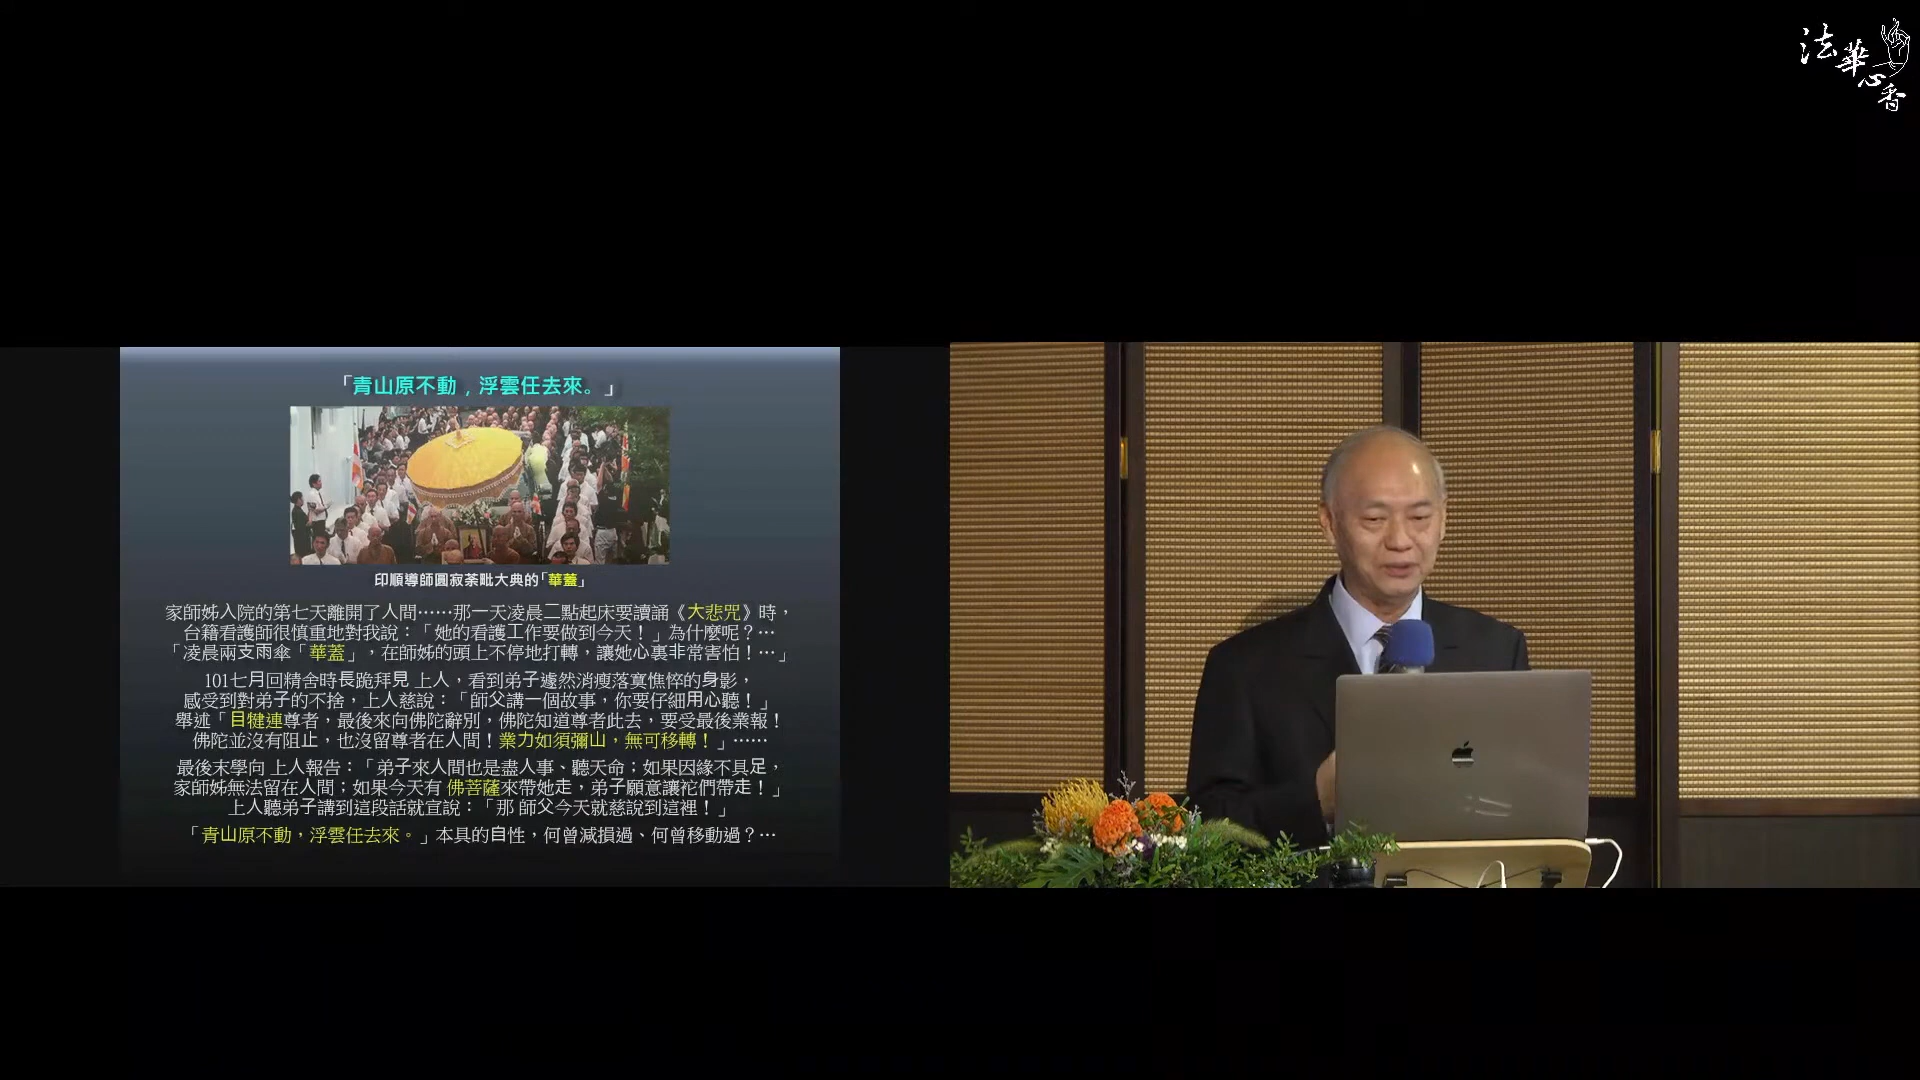 法華心香
「青山原不動，浮雲任去來。」
印順導師圓寂荼毗大典的「華蓋」
家師姊入院的第七天離開了人間……那一天凌晨二點起床要讀誦《大悲咒》時，
台籍看護師很慎重地對我說：「她的看護工作要做到今天！」為什麼呢？…
「凌晨兩支雨傘「華蓋」，在師姊的頭上不停地打轉，讓她心裏非常害怕！…」
101七月回精舍時長跪拜見 上人，看到弟子遽然消瘦落寞憔悴的身影，
感受到對弟子的不捨，上人慈說：「師父講一個故事，你要仔細用心聽！」
舉述「目犍連尊者，最後來向佛陀辭別，佛陀知道尊者此去，要受最後業報！
佛陀並沒有阻止，也沒留尊者在人間！業力如須彌山，無可移轉！」……
最後末學向 上人報告：「弟子來人間也是盡人事、聽天命；如果因緣不具足，
家師姊無法留在人間；如果今天有 佛菩薩來帶她走，弟子願意讓祂們帶走！」
上人聽弟子講到這段話就宣說：「那 師父今天就慈說到這裡！」
「青山原不動，浮雲任去來。」本具的自性，何曾減損過、何曾移動過？…